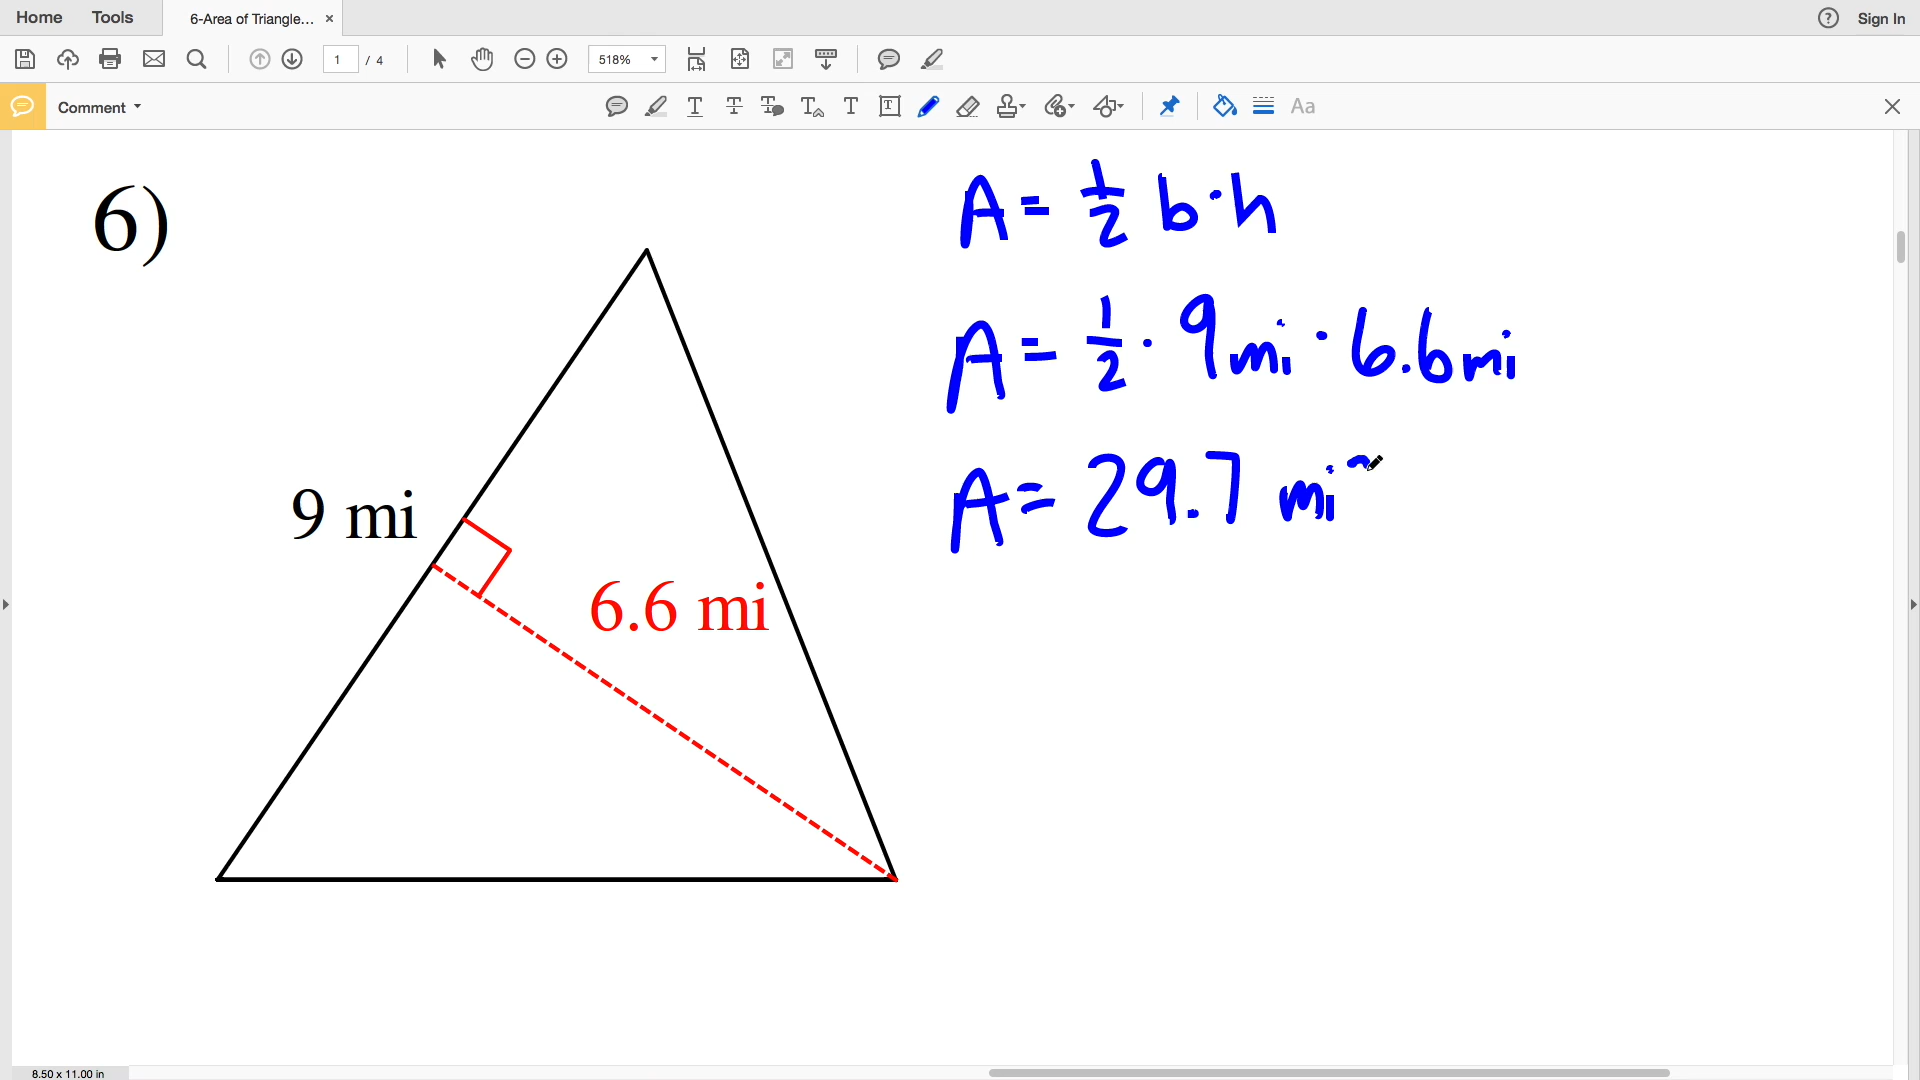 Home Tools 6-Area of Triangle... × ? Sign In
1 / 4 518%
Comment Aa
6)
9 mi
6.6 mi
A = 1/2 b·h
A = 1/2 · 9mi · 6.6mi
A = 29.7 mi
8.50 x 11.00 in